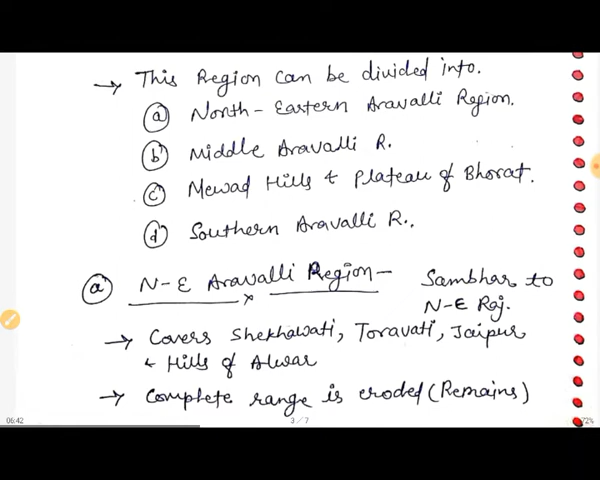 → This Region can be divided into.
(a) North-Eastern Aravalli Region.
(b) Middle Aravalli R.
(c) Mewad Hills & Plateau of Bhorat.
(d) Southern Aravalli R.
(a) N-E Aravalli Region - Sambhar to
N-E Raj.
→ Covers Shekhawati, Toravati, Jaipur
& Hills of Alwar
→ Complete range is eroded (Remains)
06:42 3 / 7 72%